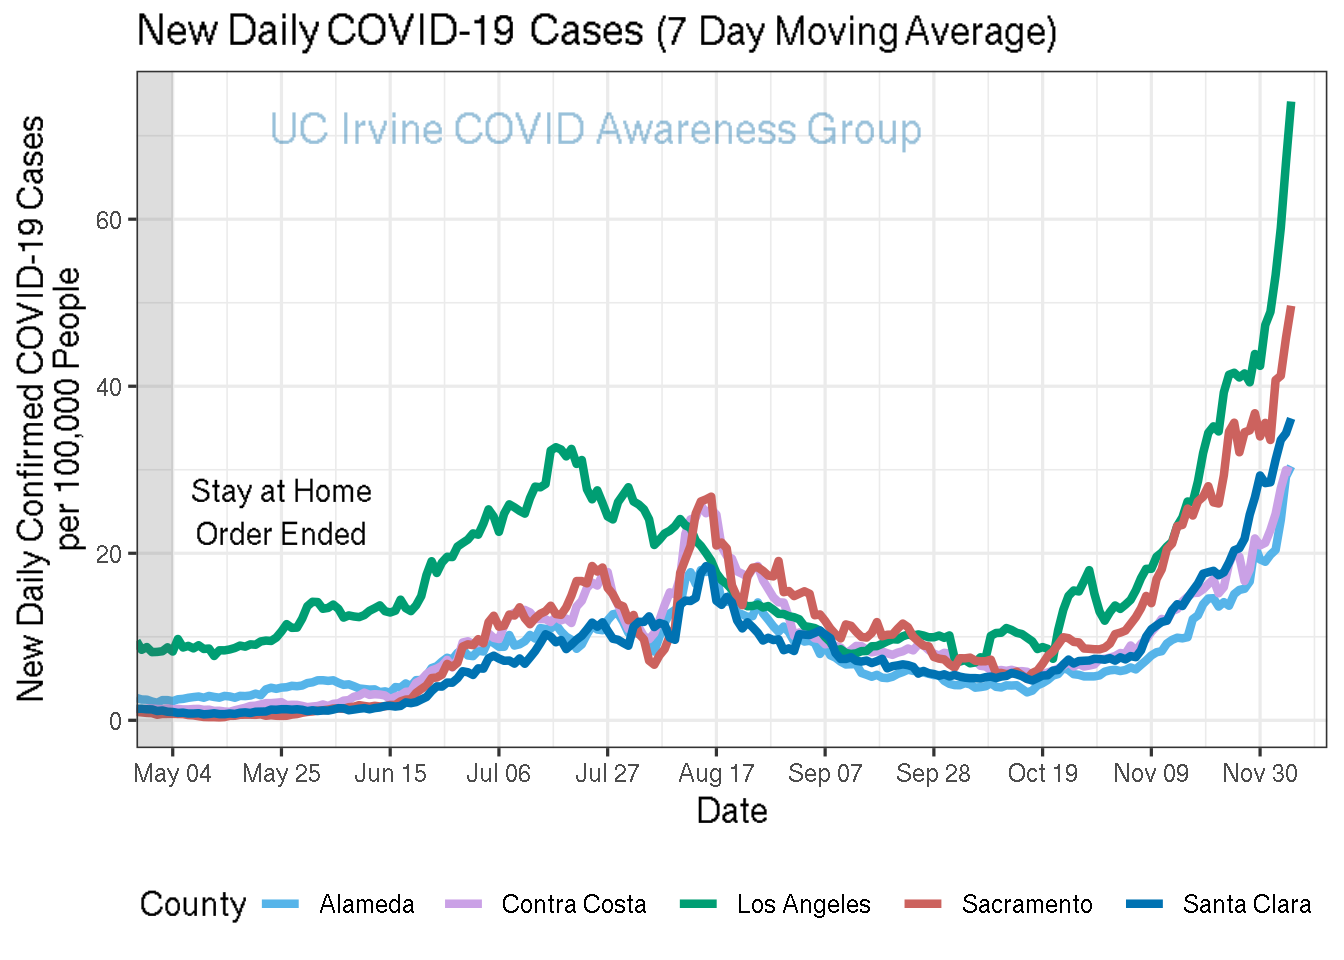 New Daily COVID-19 Cases (7 Day Moving Average)
UC Irvine COVID Awareness Group
New Daily Confirmed COVID-19 Cases
per 100,000 People
60
40
20
0
Stay at Home
Order Ended
May 04 May 25 Jun 15 Jul 06 Jul 27 Aug 17 Sep 07 Sep 28 Oct 19 Nov 09 Nov 30
Date
County Alameda Contra Costa Los Angeles Sacramento Santa Clara